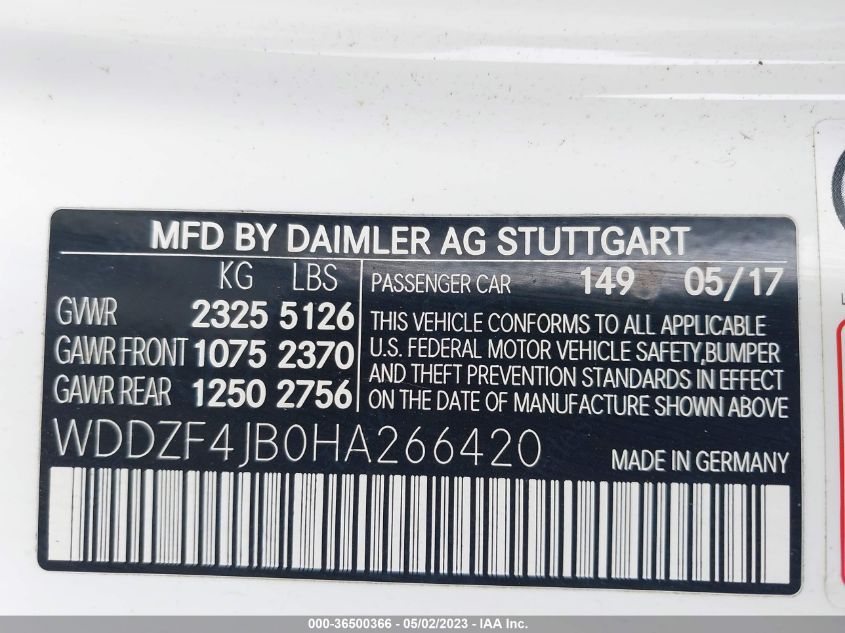 MFD BY DAIMLER AG STUTTGART
KG LBS
GVWR 2325 5126
GAWR FRONT 1075 2370
GAWR REAR 1250 2756
PASSENGER CAR 149 05/17
THIS VEHICLE CONFORMS TO ALL APPLICABLE
U.S. FEDERAL MOTOR VEHICLE SAFETY,BUMPER
AND THEFT PREVENTION STANDARDS IN EFFECT
ON THE DATE OF MANUFACTURE SHOWN ABOVE
WDDZF4JB0HA266420
MADE IN GERMANY
000-36500366 - 05/02/2023 - IAA Inc.